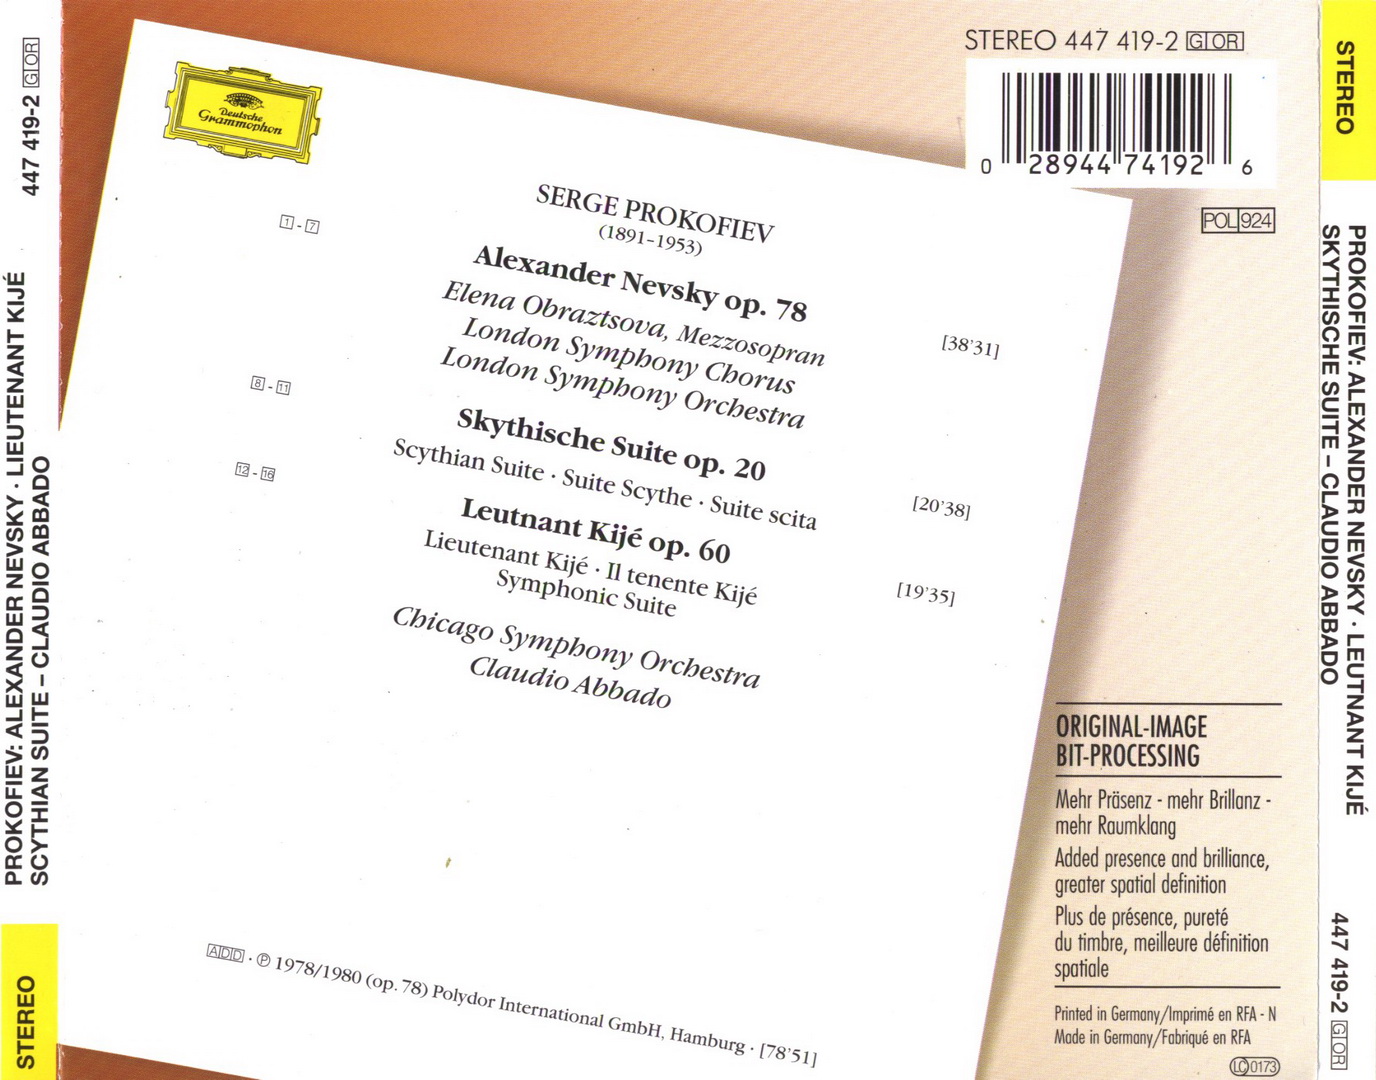 447 419-2 GOR
PROKOFIEV: ALEXANDER NEVSKY · LIEUTENANT KIJÉ
SCYTHIAN SUITE – CLAUDIO ABBADO
STEREO
Deutsche
Grammophon
STEREO 447 419-2 GOR
0 28944 74192 6
POL 924
SERGE PROKOFIEV
(1891-1953)
1 - 7
Alexander Nevsky op. 78
Elena Obraztsova, Mezzosopran
[38'31]
London Symphony Chorus
London Symphony Orchestra
8 - 11
Skythische Suite op. 20
Scythian Suite · Suite Scythe · Suite scita
[20'38]
12 - 16
Leutnant Kijé op. 60
Lieutenant Kijé · Il tenente Kijé
[19'35]
Symphonic Suite
Chicago Symphony Orchestra
Claudio Abbado
ADD · ℗ 1978/1980 (op. 78) Polydor International GmbH, Hamburg · [78'51]
ORIGINAL-IMAGE
BIT-PROCESSING
Mehr Präsenz - mehr Brillanz -
mehr Raumklang
Added presence and brilliance,
greater spatial definition
Plus de présence, pureté
du timbre, meilleure définition
spatiale
Printed in Germany/Imprimé en RFA - N
Made in Germany/Fabriqué en RFA
LC 0173
STEREO
PROKOFIEV: ALEXANDER NEVSKY · LEUTNANT KIJÉ
SKYTHISCHE SUITE – CLAUDIO ABBADO
447 419-2 GOR